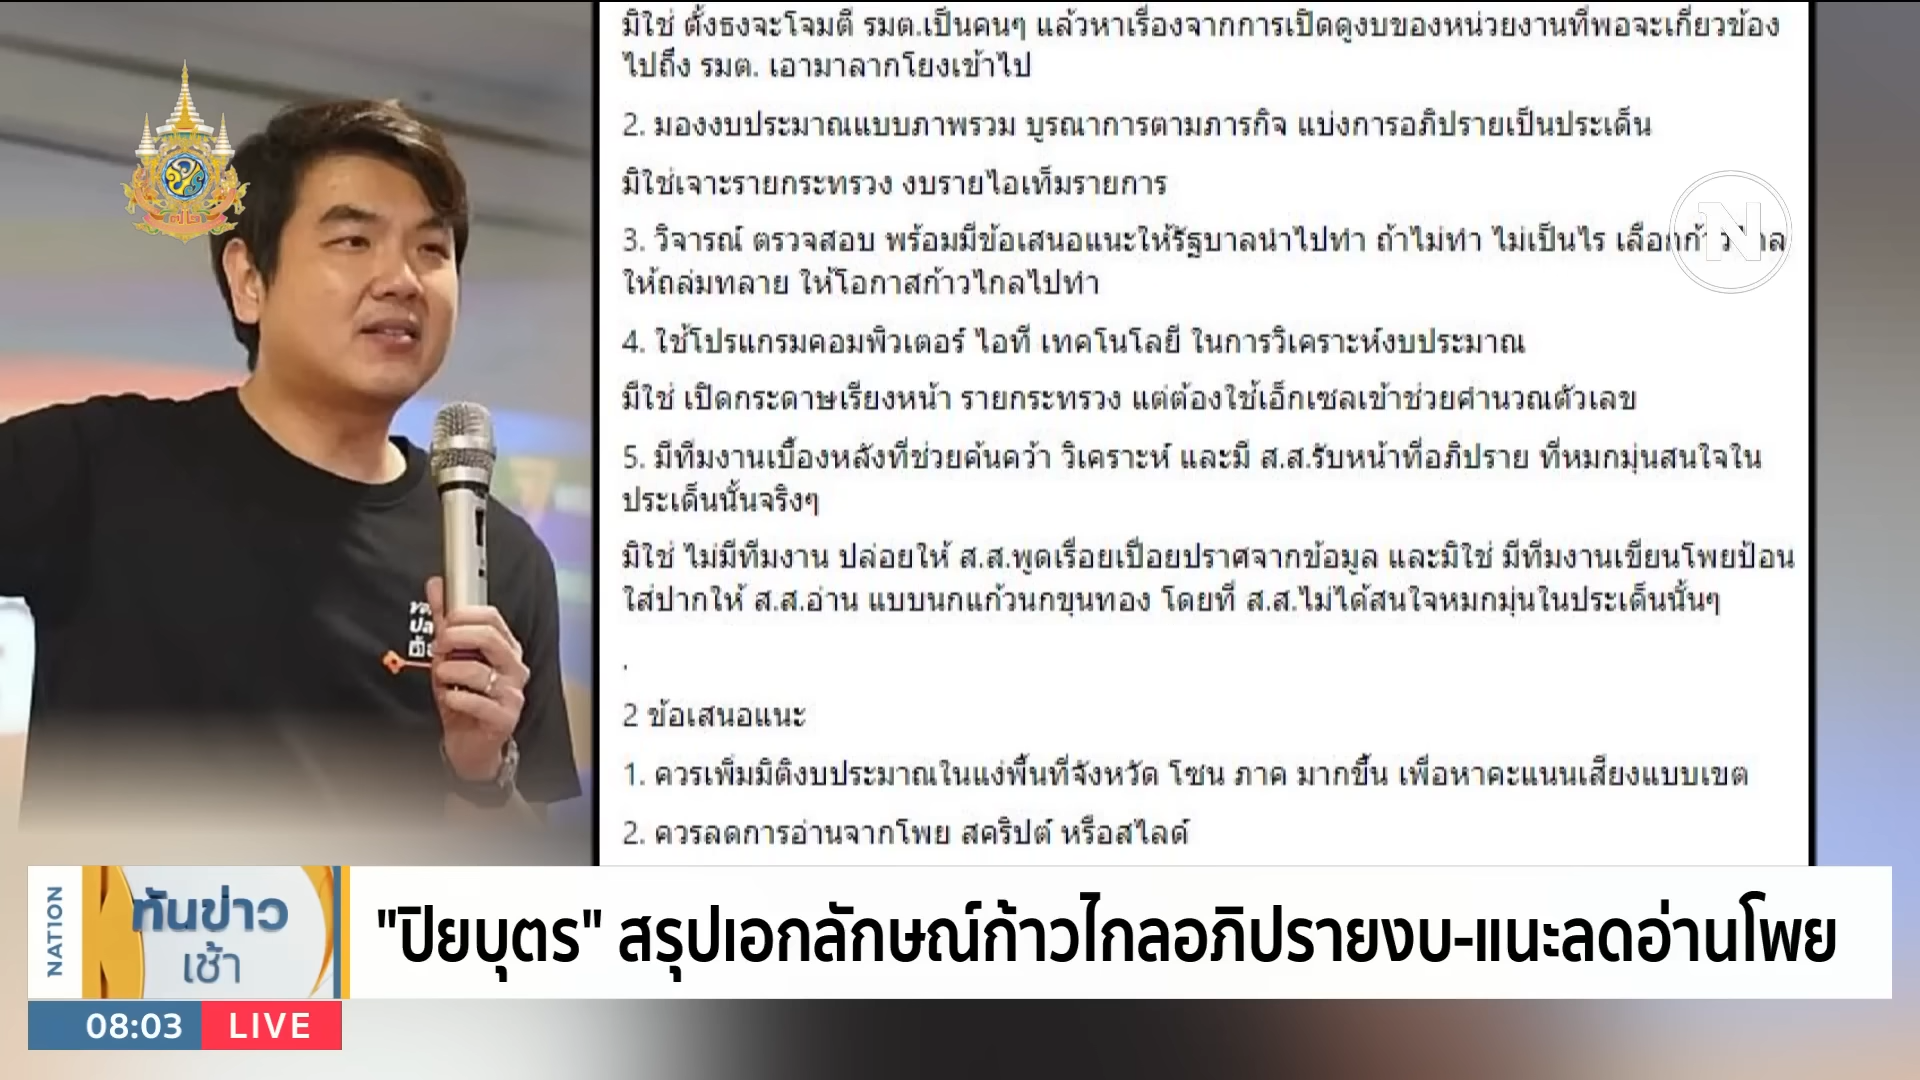 มิใช่ ตั้งธงจะโจมตี รมต.เป็นคนๆ แล้วหาเรื่องจากการเปิดดูงบของหน่วยงานที่พอจะเกี่ยวข้อง
ไปถึง รมต. เอามาลากโยงเข้าไป
2. มองงบประมาณแบบภาพรวม บูรณาการตามภารกิจ แบ่งการอภิปรายเป็นประเด็น
มิใช่เจาะรายกระทรวง งบรายไอเท็มรายการ
3. วิจารณ์ ตรวจสอบ พร้อมมีข้อเสนอแนะให้รัฐบาลนำไปทำ ถ้าไม่ทำ ไม่เป็นไร เลือกก้าวไกล
ให้ถล่มทลาย ให้โอกาสก้าวไกลไปทำ
4. ใช้โปรแกรมคอมพิวเตอร์ ไอที เทคโนโลยี ในการวิเคราะห์งบประมาณ
มิใช่ เปิดกระดาษเรียงหน้า รายกระทรวง แต่ต้องใช้เอ็กเซลเข้าช่วยคำนวณตัวเลข
5. มีทีมงานเบื้องหลังที่ช่วยค้นคว้า วิเคราะห์ และมี ส.ส.รับหน้าที่อภิปราย ที่หมกมุ่นสนใจใน
ประเด็นนั้นจริงๆ
มิใช่ ไม่มีทีมงาน ปล่อยให้ ส.ส.พูดเรื่อยเปื่อยปราศจากข้อมูล และมิใช่ มีทีมงานเขียนโพยป้อน
ใส่ปากให้ ส.ส.อ่าน แบบนกแก้วนกขุนทอง โดยที่ ส.ส.ไม่ได้สนใจหมกมุ่นในประเด็นนั้นๆ
.
2 ข้อเสนอแนะ
1. ควรเพิ่มมิติงบประมาณในแง่พื้นที่จังหวัด โซน ภาค มากขึ้น เพื่อหาคะแนนเสียงแบบเขต
2. ควรลดการอ่านจากโพย สคริปต์ หรือสไลด์
N
๗๒
NATION
ทันข่าว
เช้า
"ปิยบุตร" สรุปเอกลักษณ์ก้าวไกลอภิปรายงบ-แนะลดอ่านโพย
08:03 LIVE